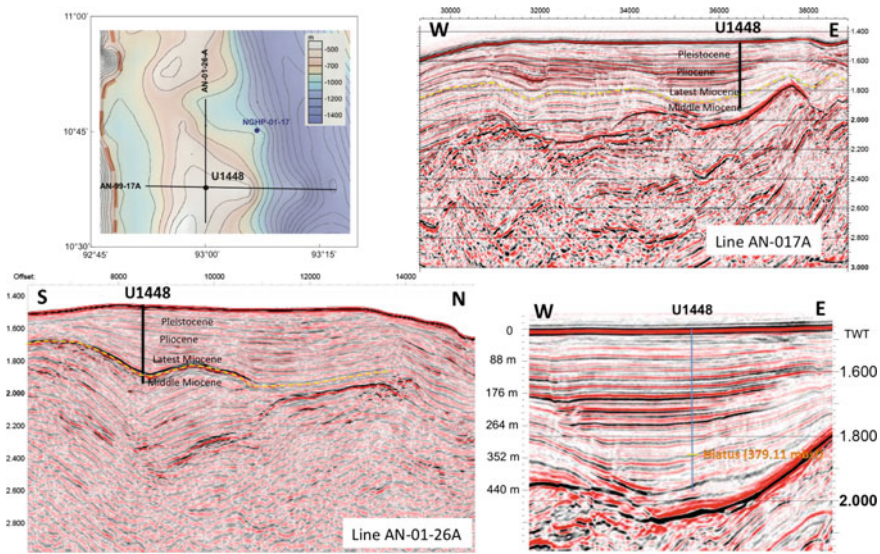 11°00'
10°45'
10°30'
92°45'
93°00'
93°15'
AN-01-26-A
NGHP-01-17
U1448
AN-99-17A
m
-500
-700
-900
-1000
-1200
-1400
30000 32000 34000 36000
W
U1448
E
Pleistocene
Pliocene
Latest Miocene
Middle Miocene
1.400
1.600
1.800
2.000
2.200
2.400
2.600
2.800
3.000
Line AN-017A
Offset: 8000 10000 12000 14000
S
U1448
N
Pleistocene
Pliocene
Latest Miocene
Middle Miocene
1.400
1.600
1.800
2.000
2.200
2.400
2.600
2.800
Line AN-01-26A
W
U1448
E
0
88 m
176 m
264 m
352 m
440 m
Hiatus (379.11 mbsf)
TWT
1.600
1.800
2.000